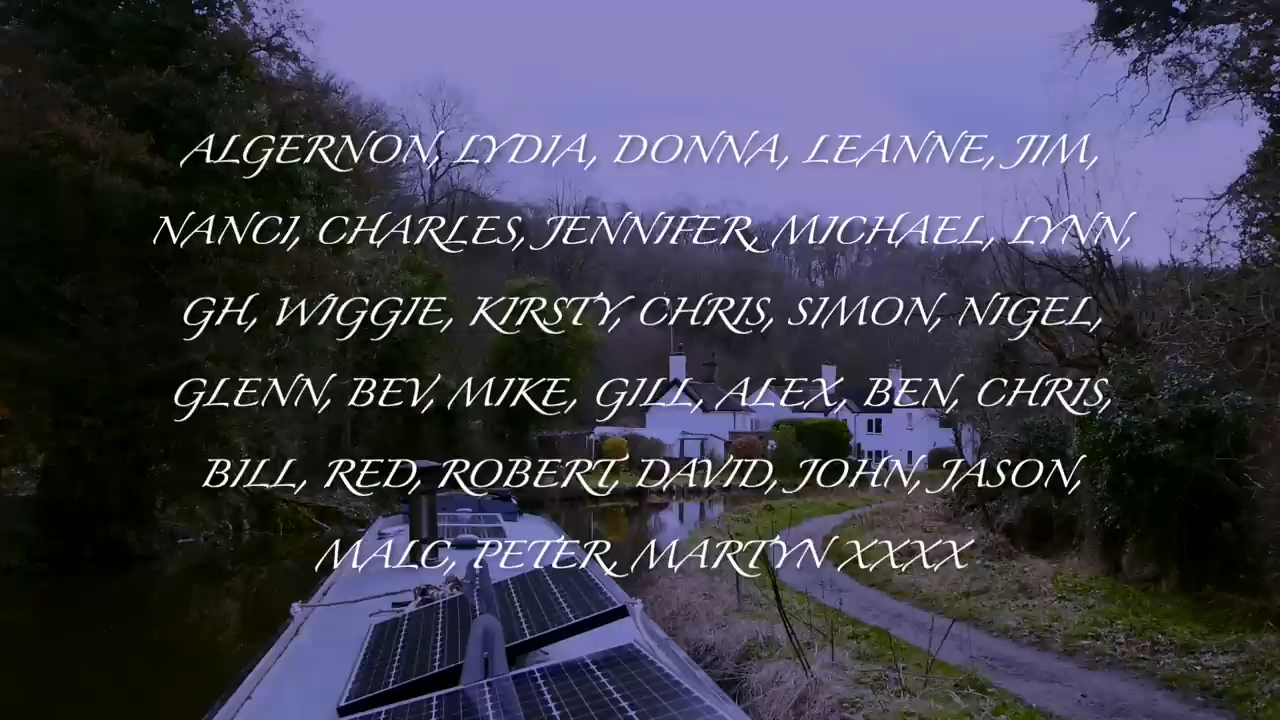 ALGERNON, LYDIA, DONNA, LEANNE, JIM,
NANCI, CHARLES, JENNIFER, MICHAEL, LYNN,
GH, WIGGIE, KIRSTY, CHRIS, SIMON, NIGEL,
GLENN, BEV, MIKE, GILL, ALEX, BEN, CHRIS,
BILL, RED, ROBERT, DAVID, JOHN, JASON,
MALC, PETER, MARTYN XXXX